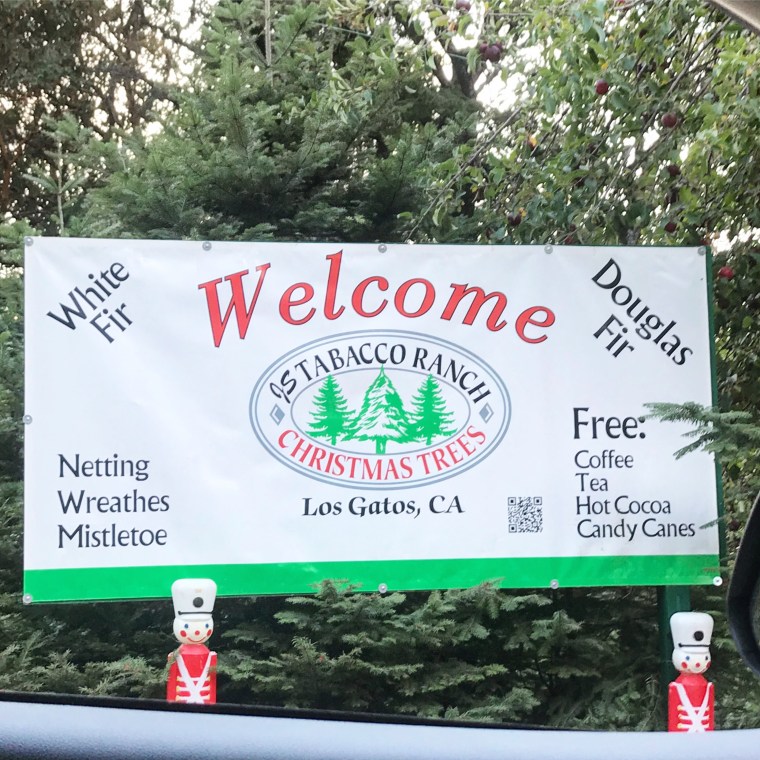 White
Fir
Welcome
Douglas
Fir
JS TABACCO RANCH
CHRISTMAS TREES
Los Gatos, CA
Netting
Wreathes
Mistletoe
Free:
Coffee
Tea
Hot Cocoa
Candy Canes